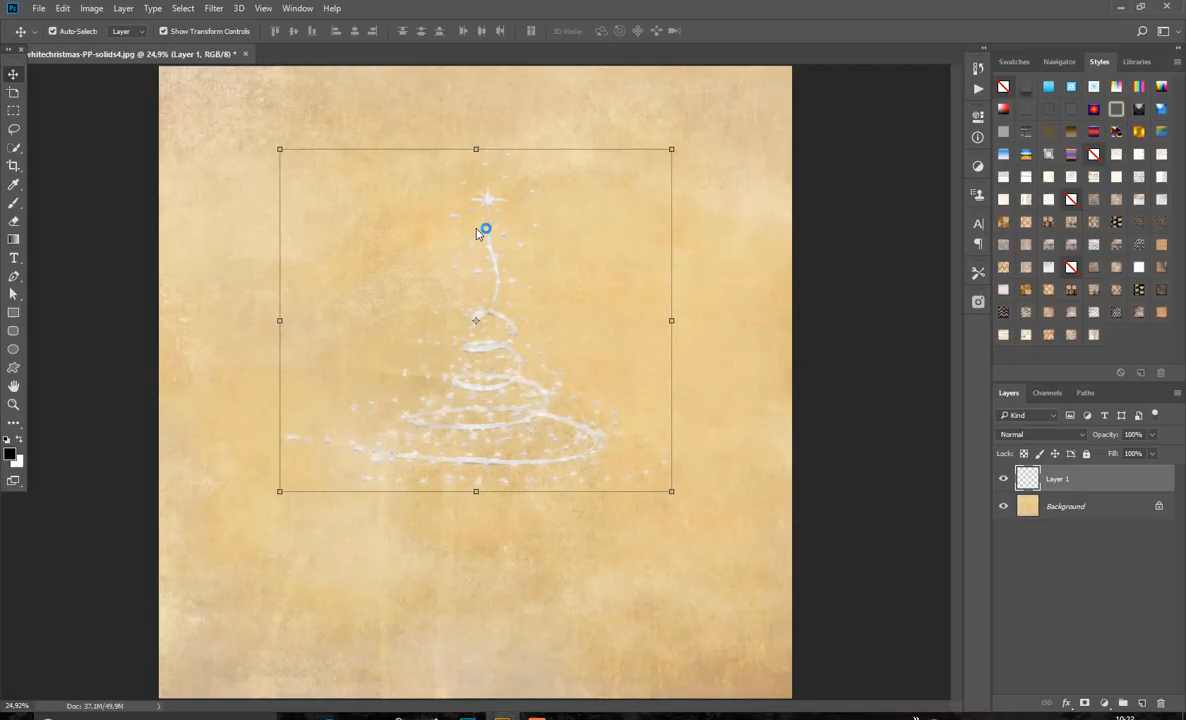 Ps File Edit Image Layer Type Select Filter 3D View Window Help
Auto-Select: Layer Show Transform Controls 3D Mode:
whitechristmas-PP-solids4.jpg @ 24,9% (Layer 1, RGB/8) *
Swatches Navigator Styles Libraries
Layers Channels Paths
Kind
Normal Opacity: 100%
Lock: Fill: 100%
Layer 1
Background
24,92% Doc: 37,1M/49,9M